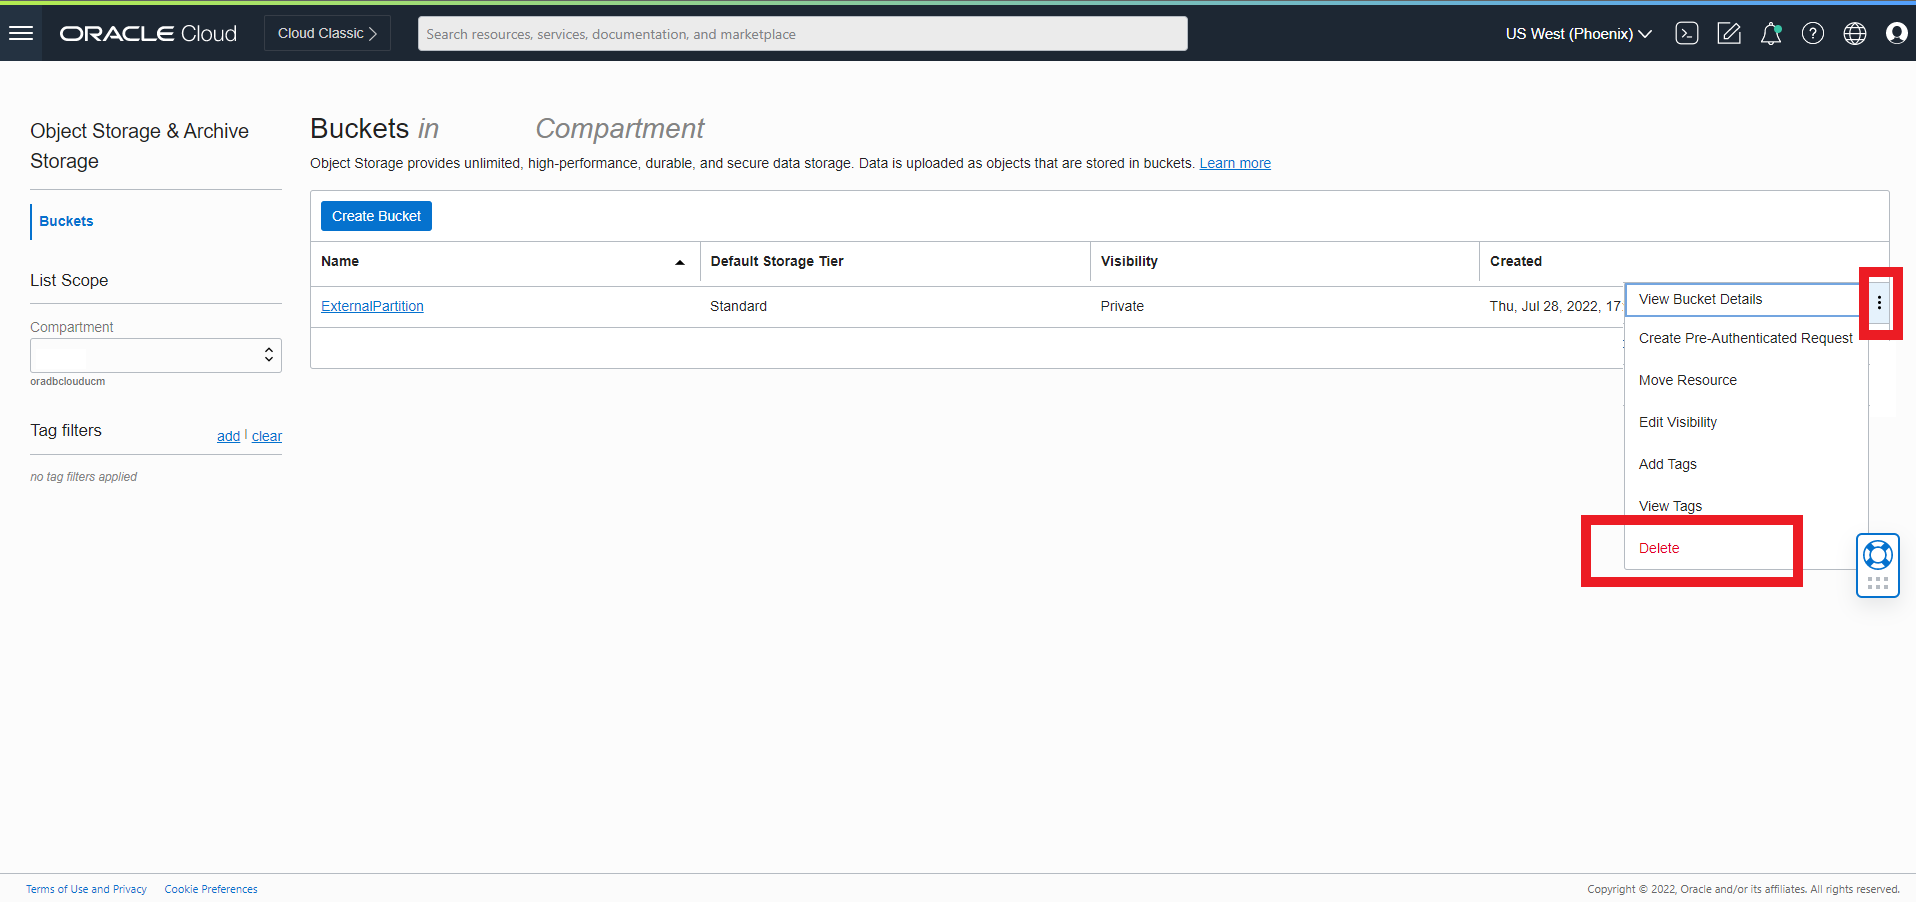 ORACLE Cloud
Cloud Classic
Search resources, services, documentation, and marketplace
US West (Phoenix)
Object Storage & Archive
Storage
Buckets
List Scope
Compartment
oradbclouducm
Tag filters
add | clear
no tag filters applied
Buckets in Compartment
Object Storage provides unlimited, high-performance, durable, and secure data storage. Data is uploaded as objects that are stored in buckets. Learn more
Create Bucket
Name Default Storage Tier Visibility Created
ExternalPartition Standard Private Thu, Jul 28, 2022, 17:
View Bucket Details
Create Pre-Authenticated Request
Move Resource
Edit Visibility
Add Tags
View Tags
Delete
Terms of Use and Privacy Cookie Preferences
Copyright © 2022, Oracle and/or its affiliates. All rights reserved.